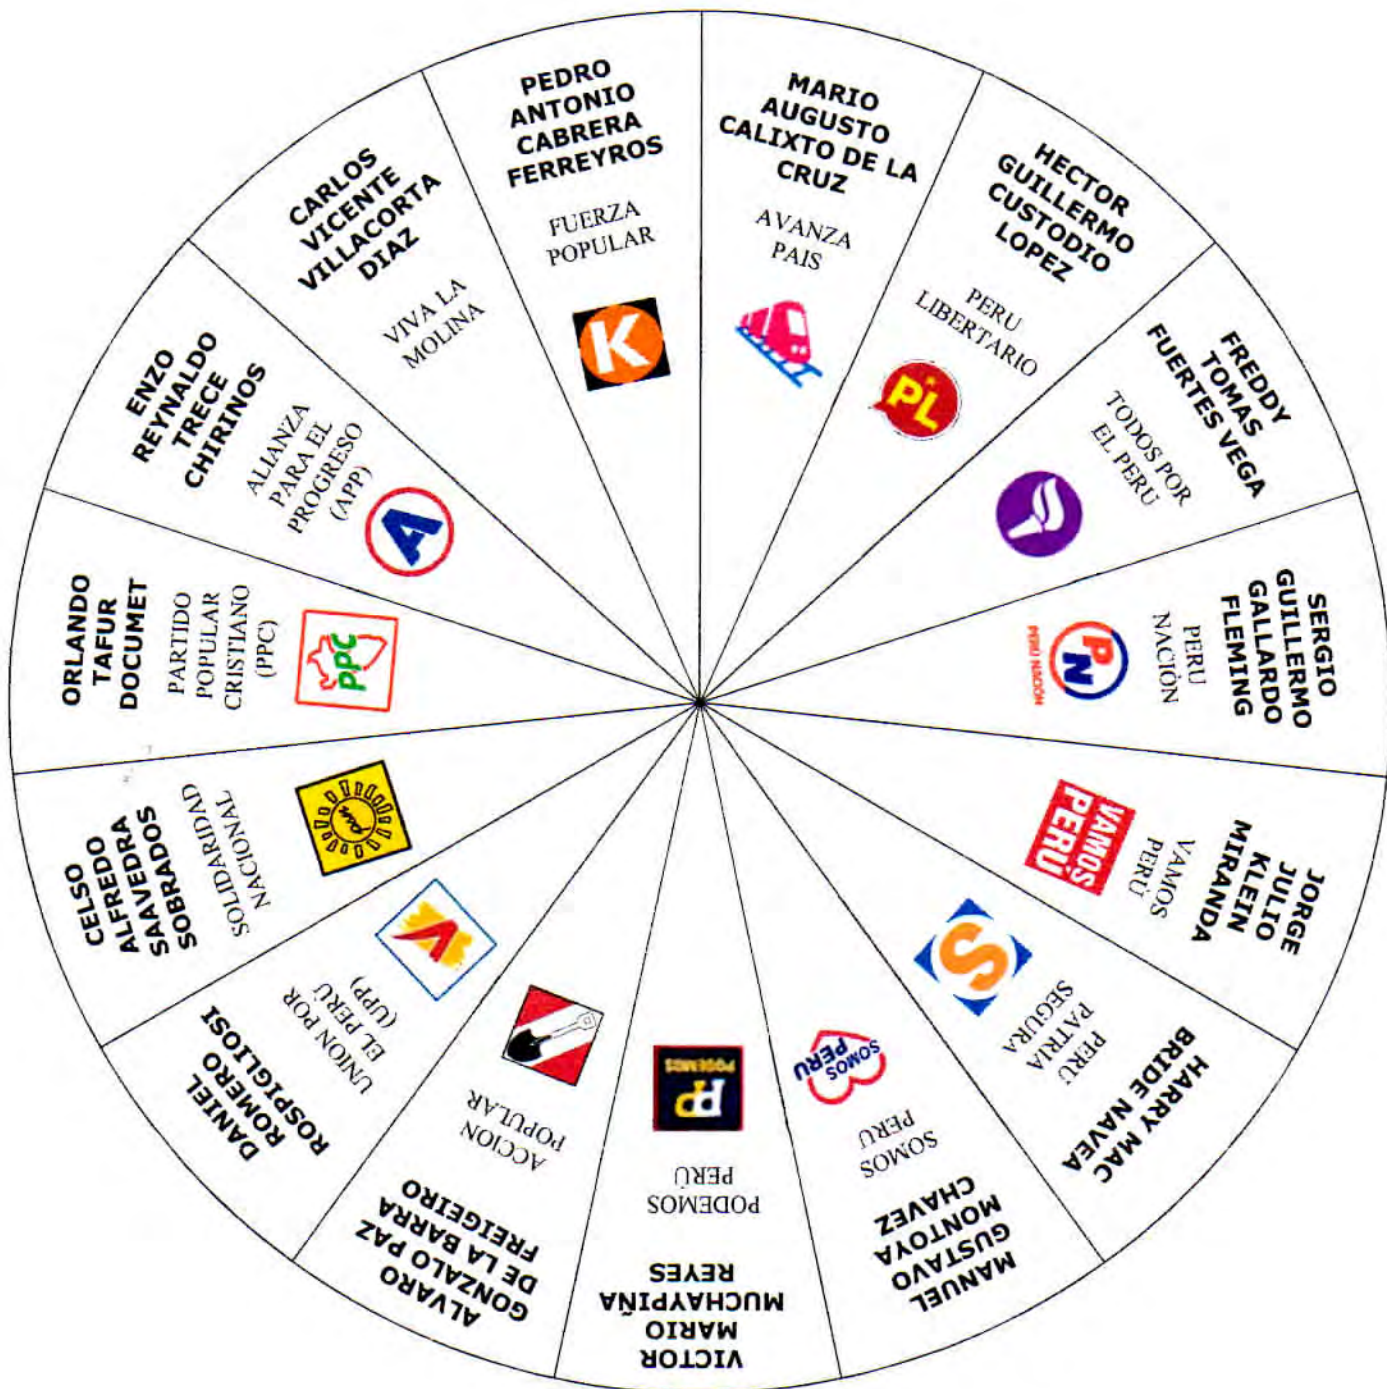 MARIO
AUGUSTO
CALIXTO DE LA
CRUZ
AVANZA
PAIS
HECTOR
GUILLERMO
CUSTODIO
LOPEZ
PERU
LIBERTARIO
PL
FREDDY
TOMAS
FUERTES VEGA
TODOS POR
EL PERU
SERGIO
GUILLERMO
GALLARDO
FLEMING
PERU
NACIÓN
PN
PERÚ NACIÓN
JORGE
JULIO
KLEIN
MIRANDA
VAMOS
PERÚ
VAMOS
PERÚ
HARRY MAC
BRIDE NAVEA
PERU
PATRIA
SEGURA
S
MANUEL
GUSTAVO
MONTOYA
CHAVEZ
SOMOS
PERU
SOMOS
PERU
VICTOR
MARIO
MUCHAYPIÑA
REYES
PODEMOS
PERÚ
PP
PODEMOS
ALVARO
GONZALO PAZ
DE LA BARRA
FREIGEIRO
ACCION
POPULAR
DANIEL
ROMERO
ROSPIGLIOSI
UNION POR
EL PERÚ
(UPP)
CELSO
ALFREDO
SAAVEDRA
SOBRADOS
SOLIDARIDAD
NACIONAL
PSN
ORLANDO
TAFUR
DOCUMET
PARTIDO
POPULAR
CRISTIANO
(PPC)
PPC
ENZO
REYNALDO
TRECE
CHIRINOS
ALIANZA
PARA EL
PROGRESO
(APP)
A
CARLOS
VICENTE
VILLACORTA
DIAZ
VIVA LA
MOLINA
PEDRO
ANTONIO
CABRERA
FERREYROS
FUERZA
POPULAR
K